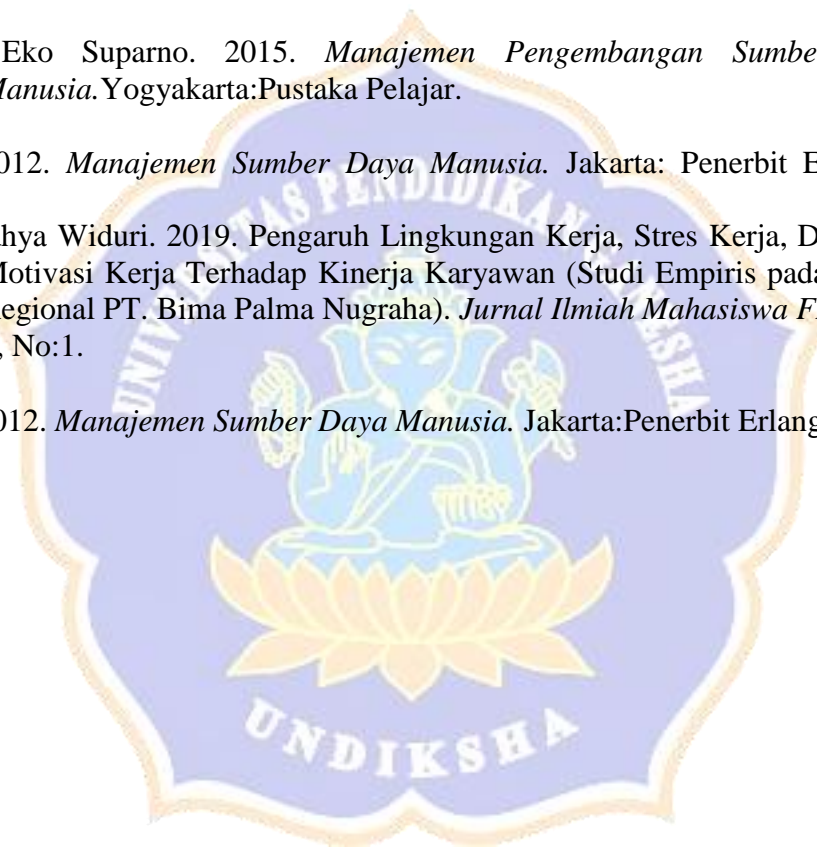 Eko Suparno. 2015. Manajemen Pengembangan Sumbe
Manusia.Yogyakarta:Pustaka Pelajar.
012. Manajemen Sumber Daya Manusia. Jakarta: Penerbit E
ahya Widuri. 2019. Pengaruh Lingkungan Kerja, Stres Kerja, D
Motivasi Kerja Terhadap Kinerja Karyawan (Studi Empiris pada
Regional PT. Bima Palma Nugraha). Jurnal Ilmiah Mahasiswa F
, No:1.
012. Manajemen Sumber Daya Manusia. Jakarta:Penerbit Erlang
UNIVERSITAS PENDIDIKAN GANESHA
UNDIKSHA